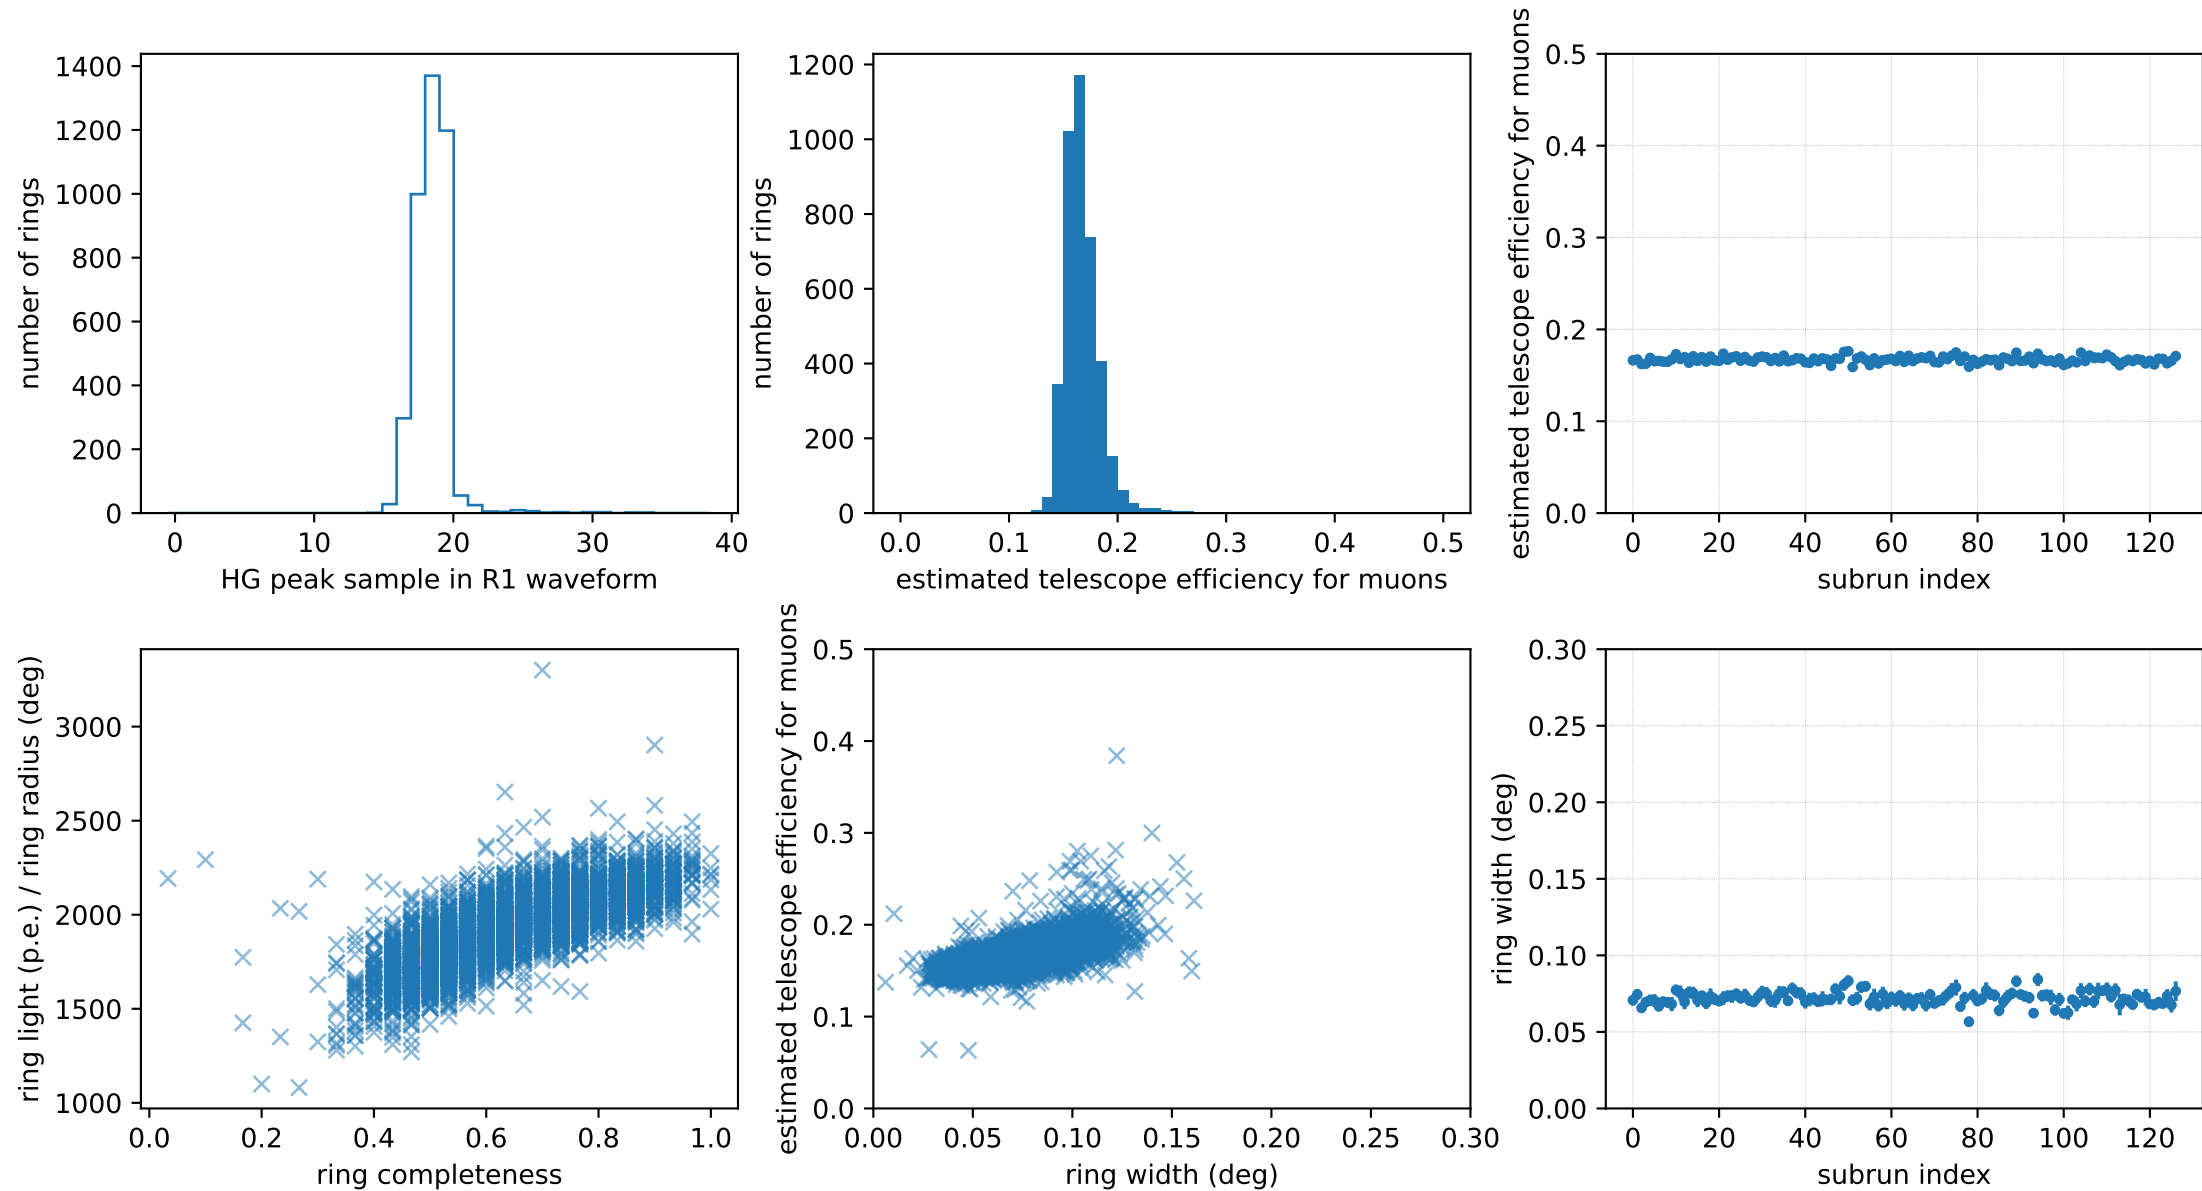 number of rings
1400
1200
1000
800
600
400
200
0
0 10 20 30 40
HG peak sample in R1 waveform
number of rings
1200
1000
800
600
400
200
0
0.0 0.1 0.2 0.3 0.4 0.5
estimated telescope efficiency for muons
estimated telescope efficiency for muons
0.5
0.4
0.3
0.2
0.1
0.0
0 20 40 60 80 100 120
subrun index
ring light (p.e.) / ring radius (deg)
3000
2500
2000
1500
1000
0.0 0.2 0.4 0.6 0.8 1.0
ring completeness
estimated telescope efficiency for muons
0.5
0.4
0.3
0.2
0.1
0.0
0.00 0.05 0.10 0.15 0.20 0.25 0.30
ring width (deg)
ring width (deg)
0.30
0.25
0.20
0.15
0.10
0.05
0.00
0 20 40 60 80 100 120
subrun index